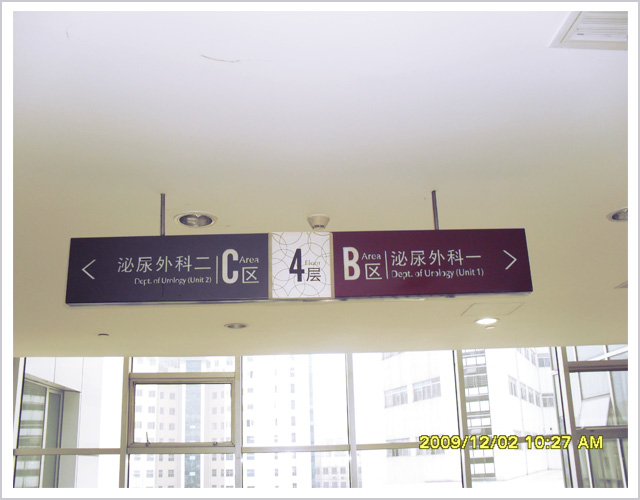 泌尿外科二
Dept. of Urology (Unit 2)
C Area
区
4 Floor
层
B Area
区
泌尿外科一
Dept. of Urology (Unit 1)
2009/12/02 10:27 AM